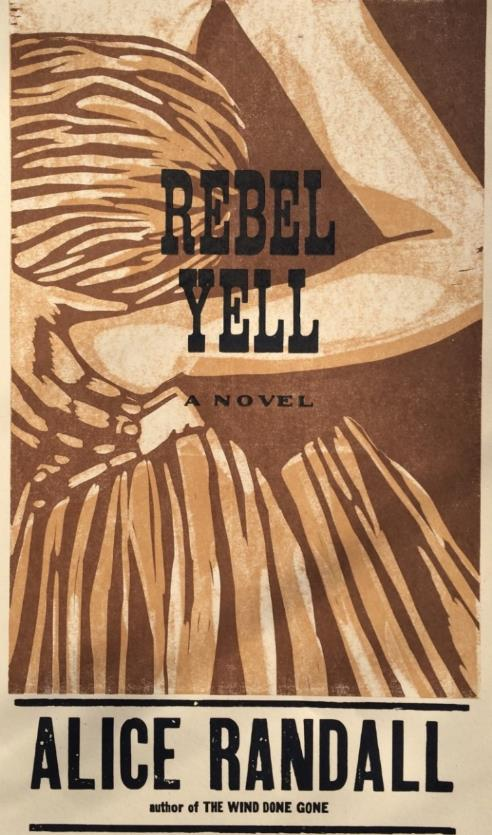 REBEL
YELL
A NOVEL
ALICE RANDALL
author of THE WIND DONE GONE